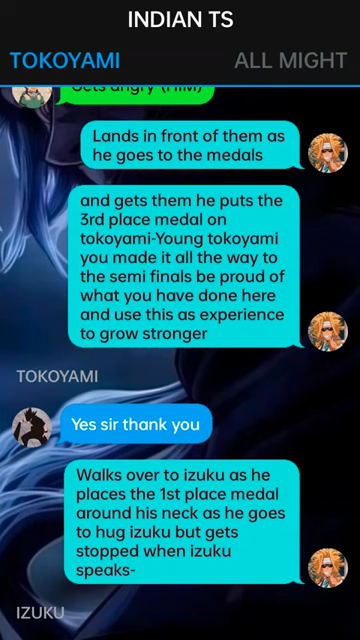 INDIAN TS
TOKOYAMI
ALL MIGHT
Gets angry (HIM)
Lands in front of them as
he goes to the medals
and gets them he puts the
3rd place medal on
tokoyami-Young tokoyami
you made it all the way to
the semi finals be proud of
what you have done here
and use this as experience
to grow stronger
TOKOYAMI
Yes sir thank you
Walks over to izuku as he
places the 1st place medal
around his neck as he goes
to hug izuku but gets
stopped when izuku
speaks-
IZUKU